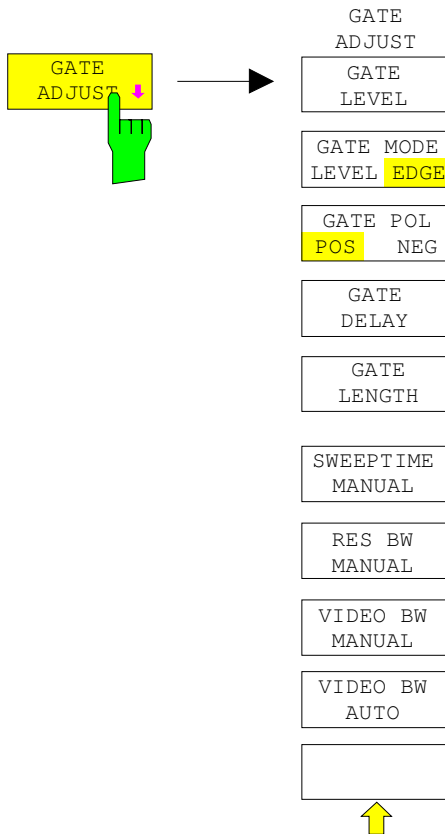 GATE
ADJUST
GATE
ADJUST
GATE
LEVEL
GATE MODE
LEVEL EDGE
GATE POL
POS NEG
GATE
DELAY
GATE
LENGTH
SWEEPTIME
MANUAL
RES BW
MANUAL
VIDEO BW
MANUAL
VIDEO BW
AUTO